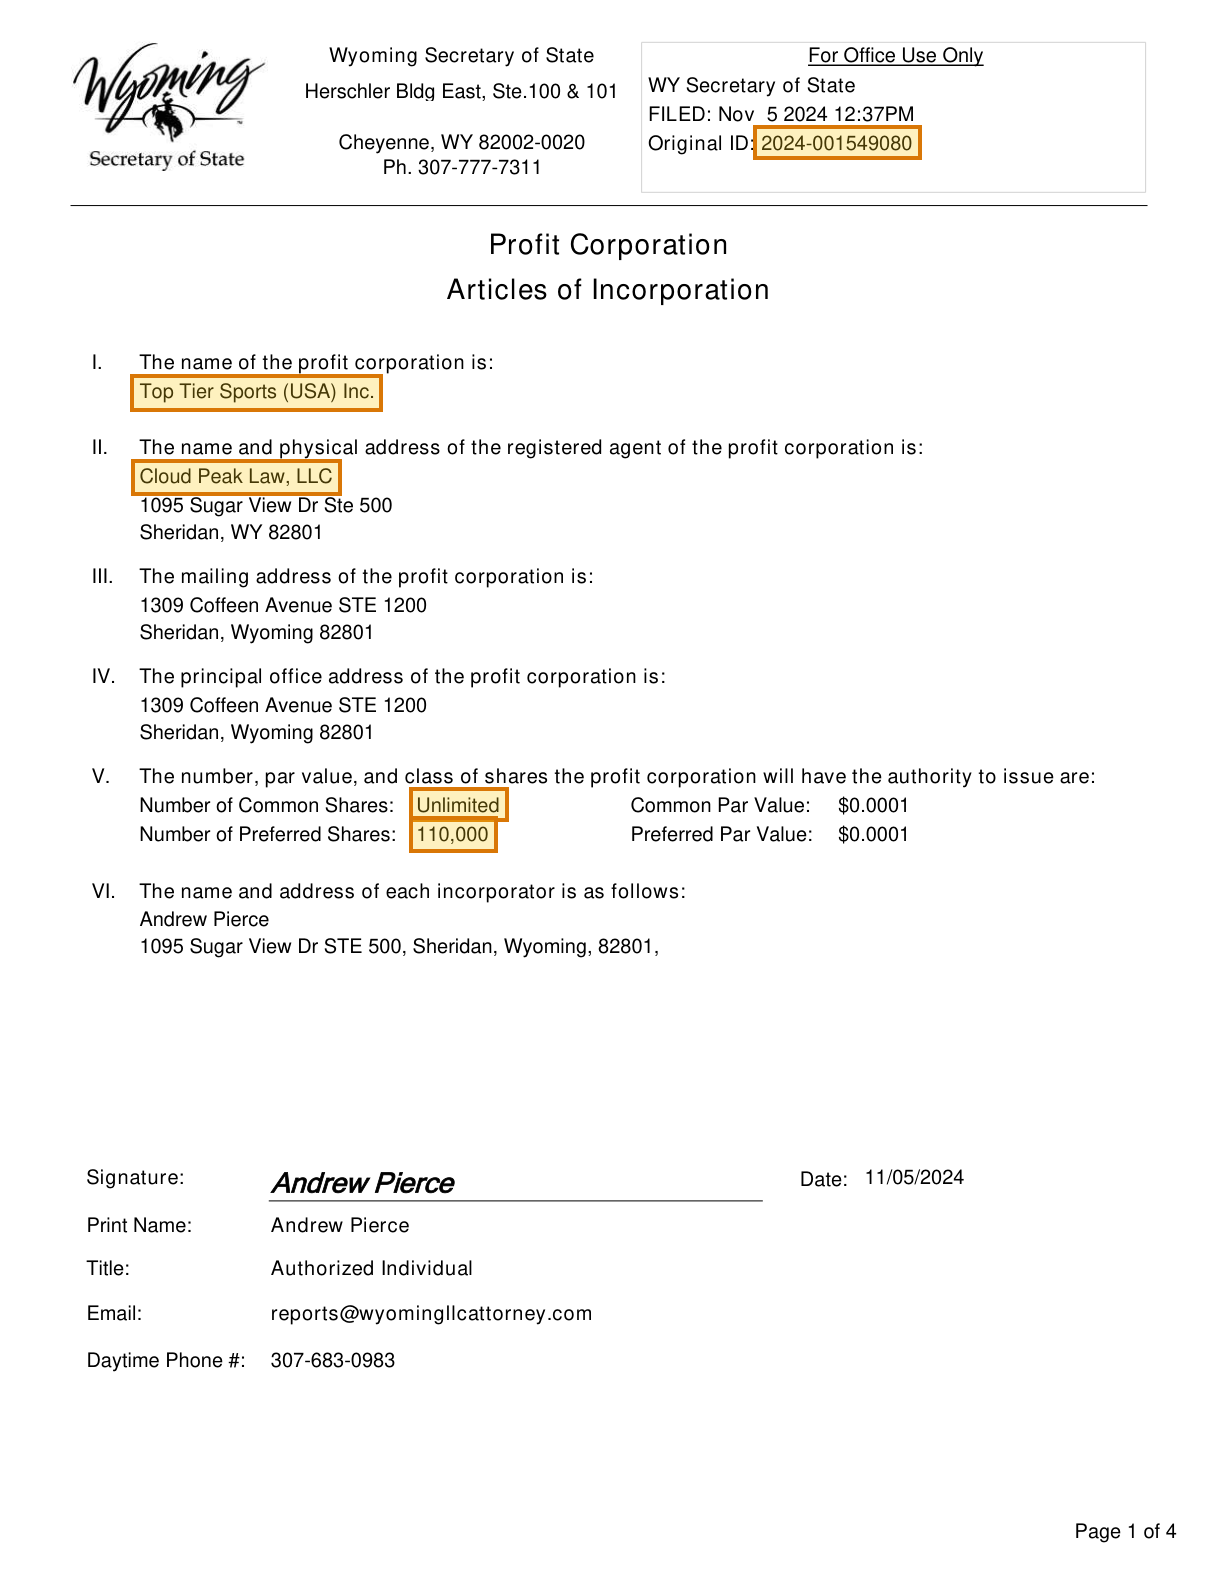 Wyoming
Secretary of State
Wyoming Secretary of State
Herschler Bldg East, Ste.100 & 101
Cheyenne, WY 82002-0020
Ph. 307-777-7311
For Office Use Only
WY Secretary of State
FILED: Nov 5 2024 12:37PM
Original ID: 2024-001549080
Profit Corporation
Articles of Incorporation
I. The name of the profit corporation is:
Top Tier Sports (USA) Inc.
II. The name and physical address of the registered agent of the profit corporation is:
Cloud Peak Law, LLC
1095 Sugar View Dr Ste 500
Sheridan, WY 82801
III. The mailing address of the profit corporation is:
1309 Coffeen Avenue STE 1200
Sheridan, Wyoming 82801
IV. The principal office address of the profit corporation is:
1309 Coffeen Avenue STE 1200
Sheridan, Wyoming 82801
V. The number, par value, and class of shares the profit corporation will have the authority to issue are:
Number of Common Shares: Unlimited Common Par Value: $0.0001
Number of Preferred Shares: 110,000 Preferred Par Value: $0.0001
VI. The name and address of each incorporator is as follows:
Andrew Pierce
1095 Sugar View Dr STE 500, Sheridan, Wyoming, 82801,
Signature: Andrew Pierce Date: 11/05/2024
Print Name: Andrew Pierce
Title: Authorized Individual
Email: reports@wyomingllcattorney.com
Daytime Phone #: 307-683-0983
Page 1 of 4